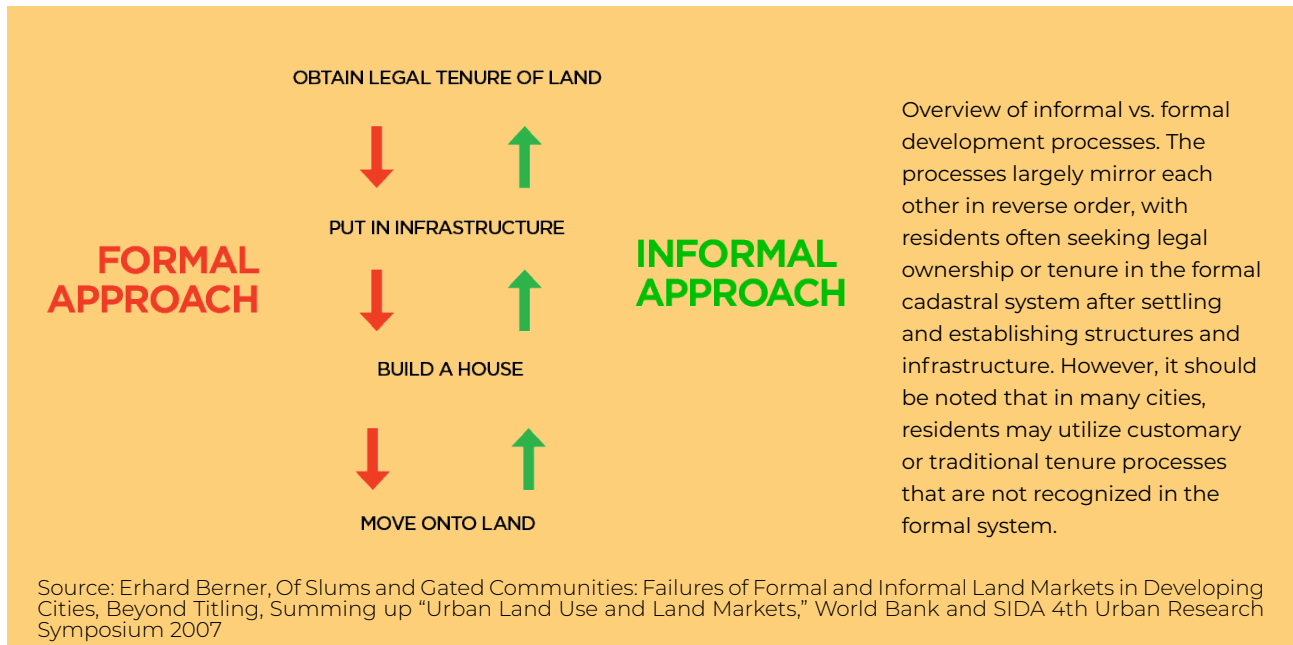 OBTAIN LEGAL TENURE OF LAND
PUT IN INFRASTRUCTURE
FORMAL
APPROACH
INFORMAL
APPROACH
BUILD A HOUSE
MOVE ONTO LAND
Overview of informal vs. formal
development processes. The
processes largely mirror each
other in reverse order, with
residents often seeking legal
ownership or tenure in the formal
cadastral system after settling
and establishing structures and
infrastructure. However, it should
be noted that in many cities,
residents may utilize customary
or traditional tenure processes
that are not recognized in the
formal system.
Source: Erhard Berner, Of Slums and Gated Communities: Failures of Formal and Informal Land Markets in Developing
Cities, Beyond Titling, Summing up “Urban Land Use and Land Markets,” World Bank and SIDA 4th Urban Research
Symposium 2007